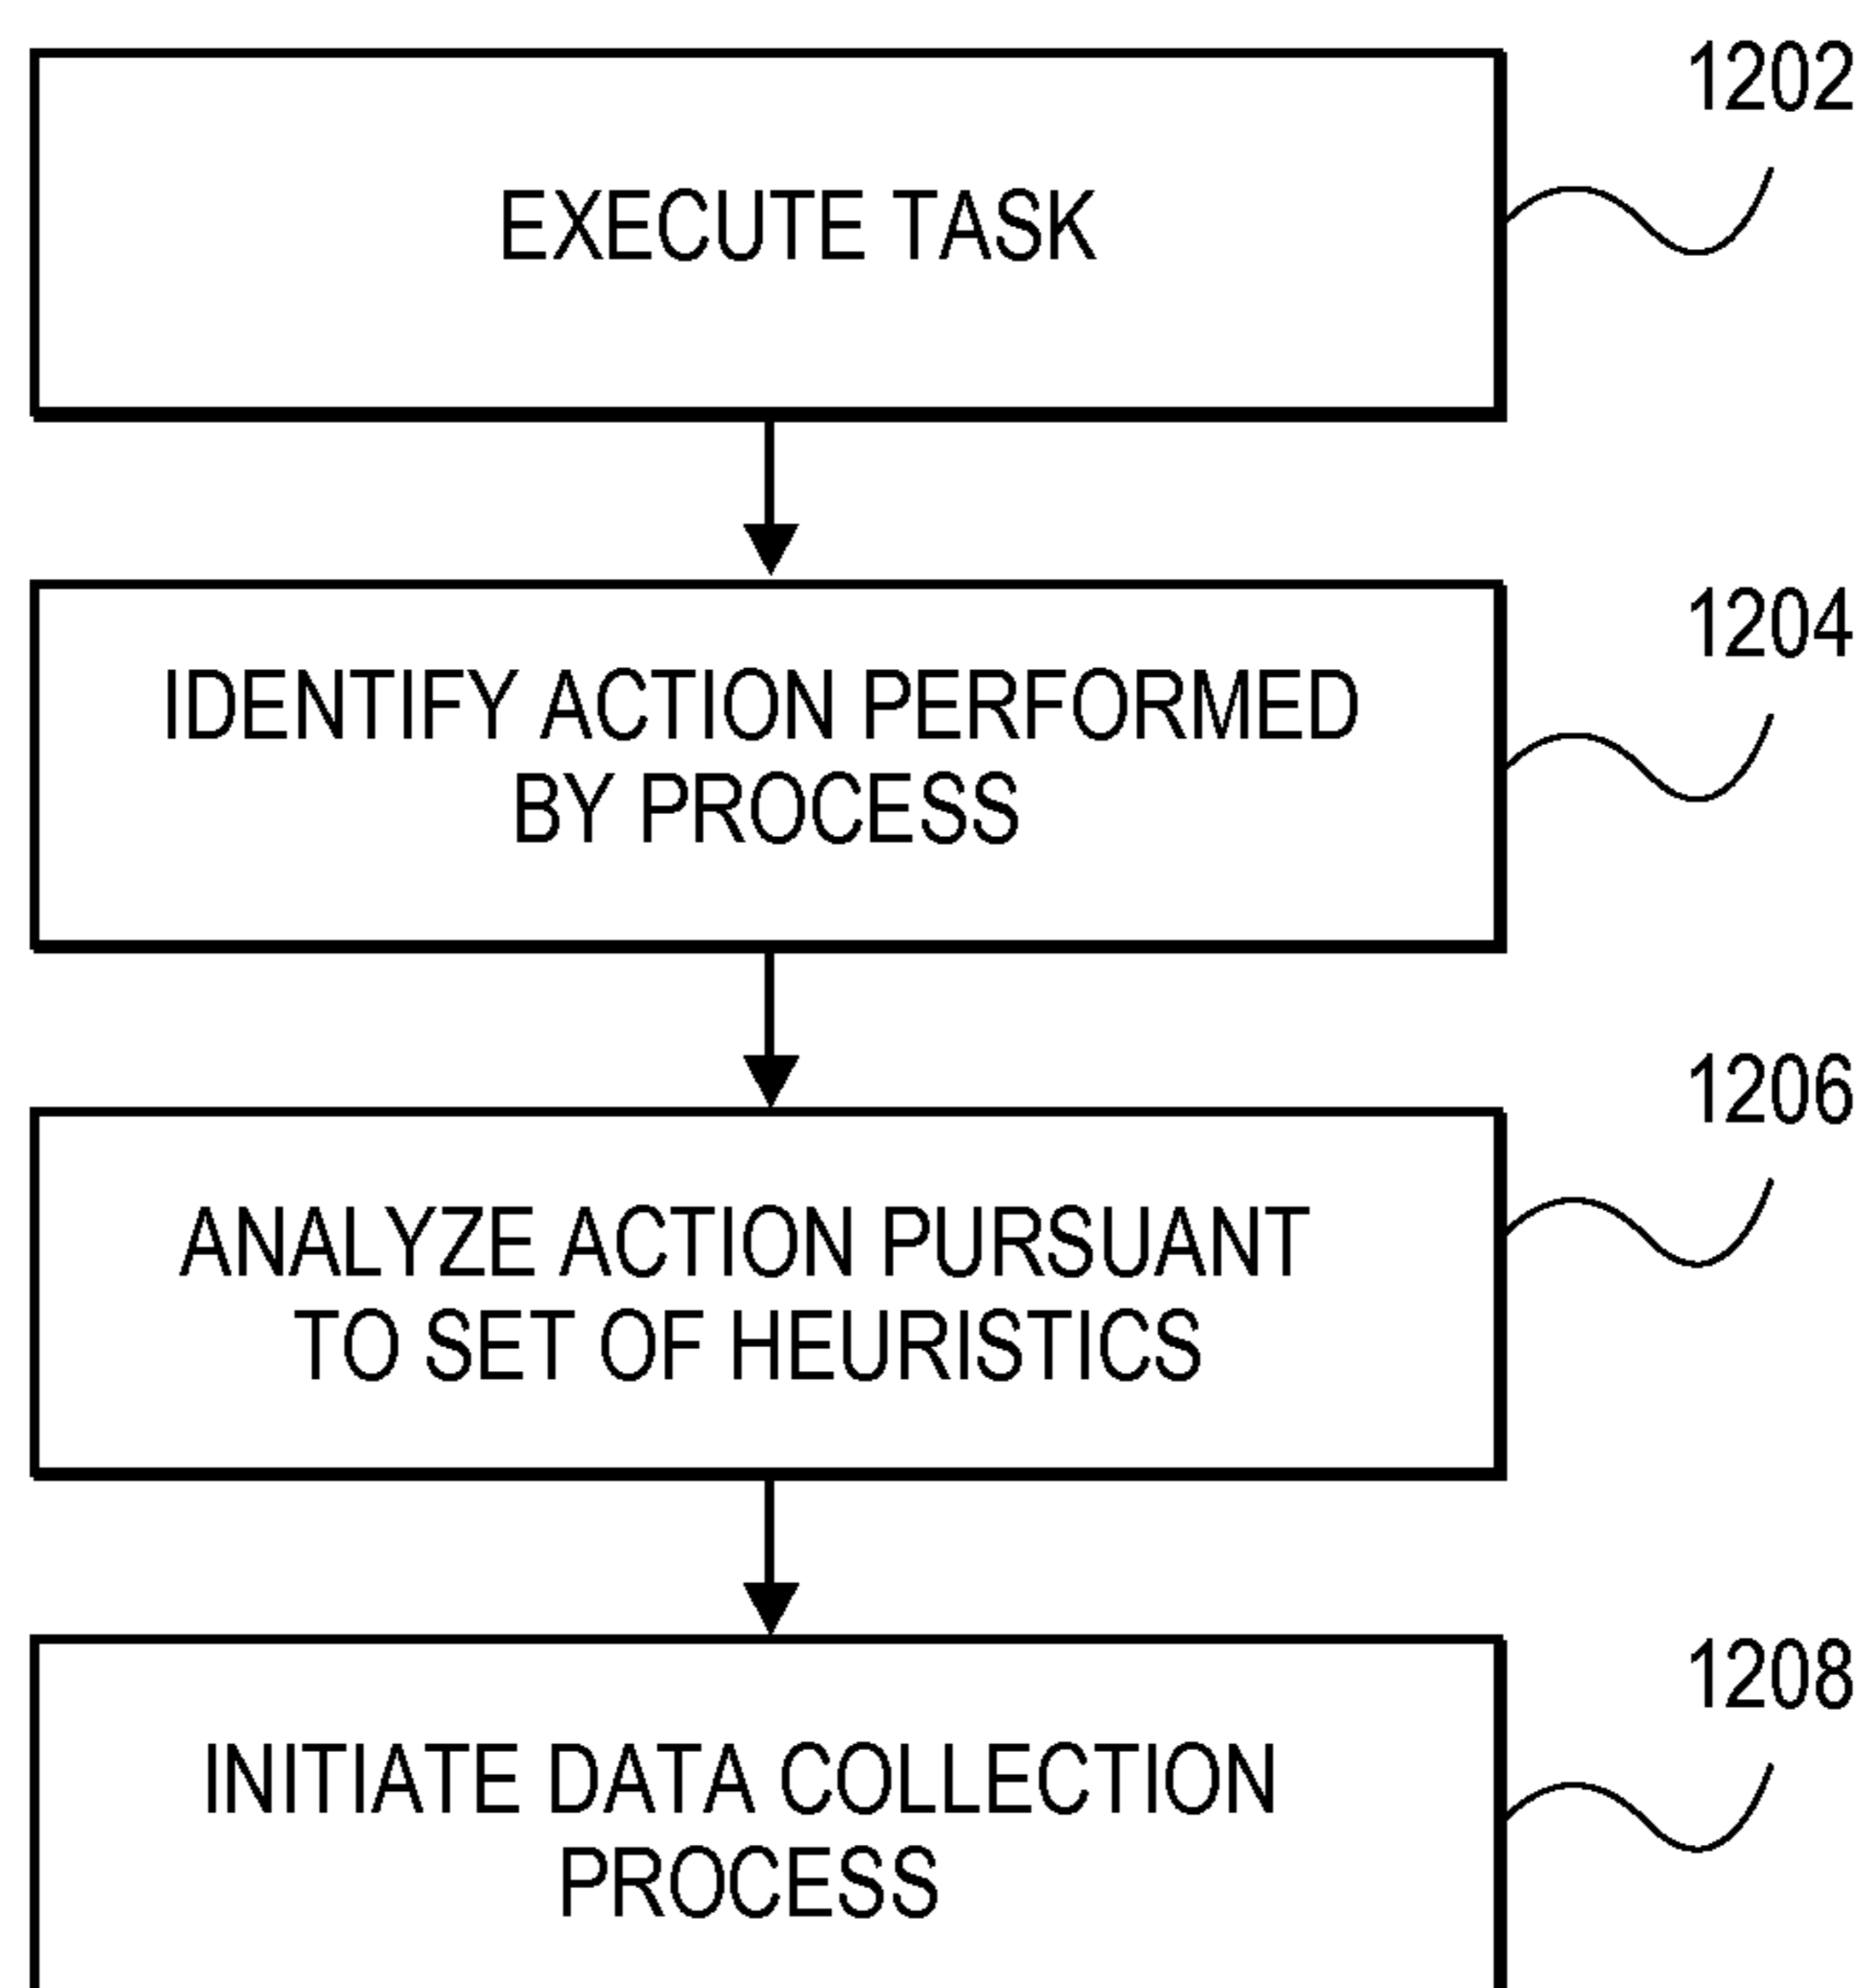 1202
EXECUTE TASK
1204
IDENTIFY ACTION PERFORMED
BY PROCESS
1206
ANALYZE ACTION PURSUANT
TO SET OF HEURISTICS
1208
INITIATE DATA COLLECTION
PROCESS